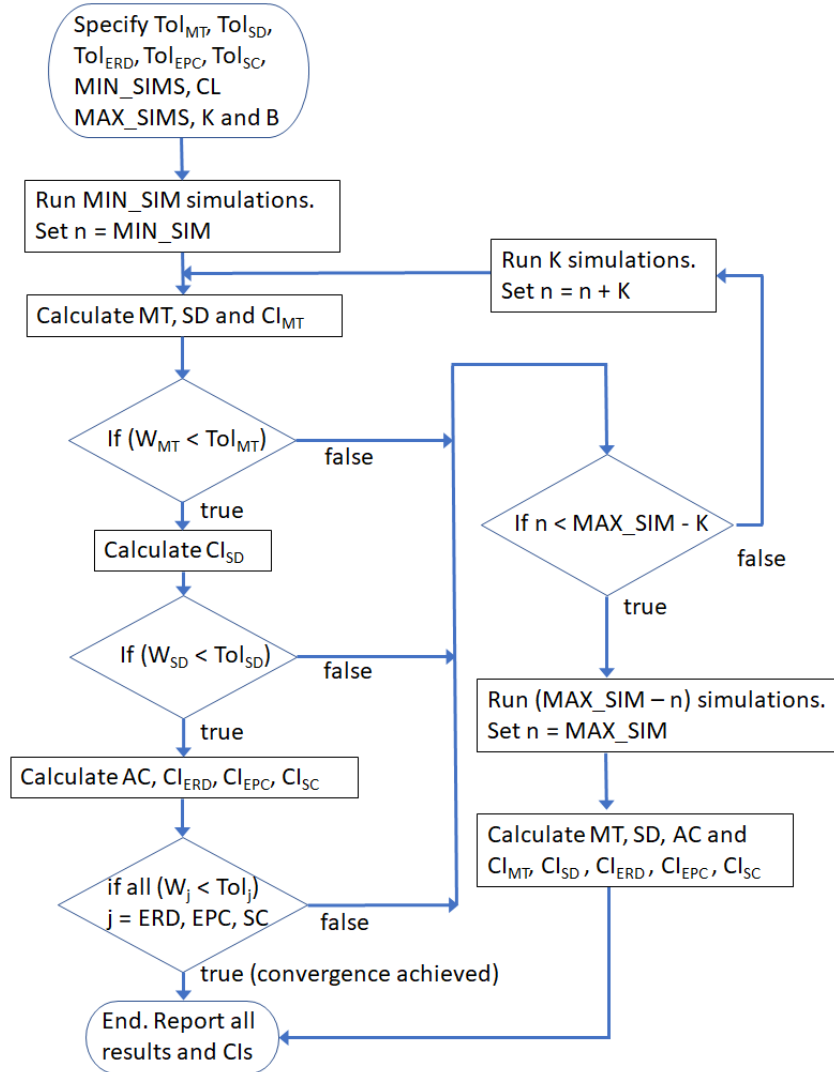 Specify Tol_MT, Tol_SD,
Tol_ERD, Tol_EPC, Tol_SC,
MIN_SIMS, CL
MAX_SIMS, K and B
Run MIN_SIM simulations.
Set n = MIN_SIM
Run K simulations.
Set n = n + K
Calculate MT, SD and CI_MT
If (W_MT < Tol_MT)
false
true
If n < MAX_SIM - K
false
true
Calculate CI_SD
If (W_SD < Tol_SD)
false
true
Run (MAX_SIM – n) simulations.
Set n = MAX_SIM
Calculate AC, CI_ERD, CI_EPC, CI_SC
Calculate MT, SD, AC and
CI_MT, CI_SD , CI_ERD , CI_EPC , CI_SC
if all (W_j < Tol_j)
j = ERD, EPC, SC
false
true (convergence achieved)
End. Report all
results and CIs